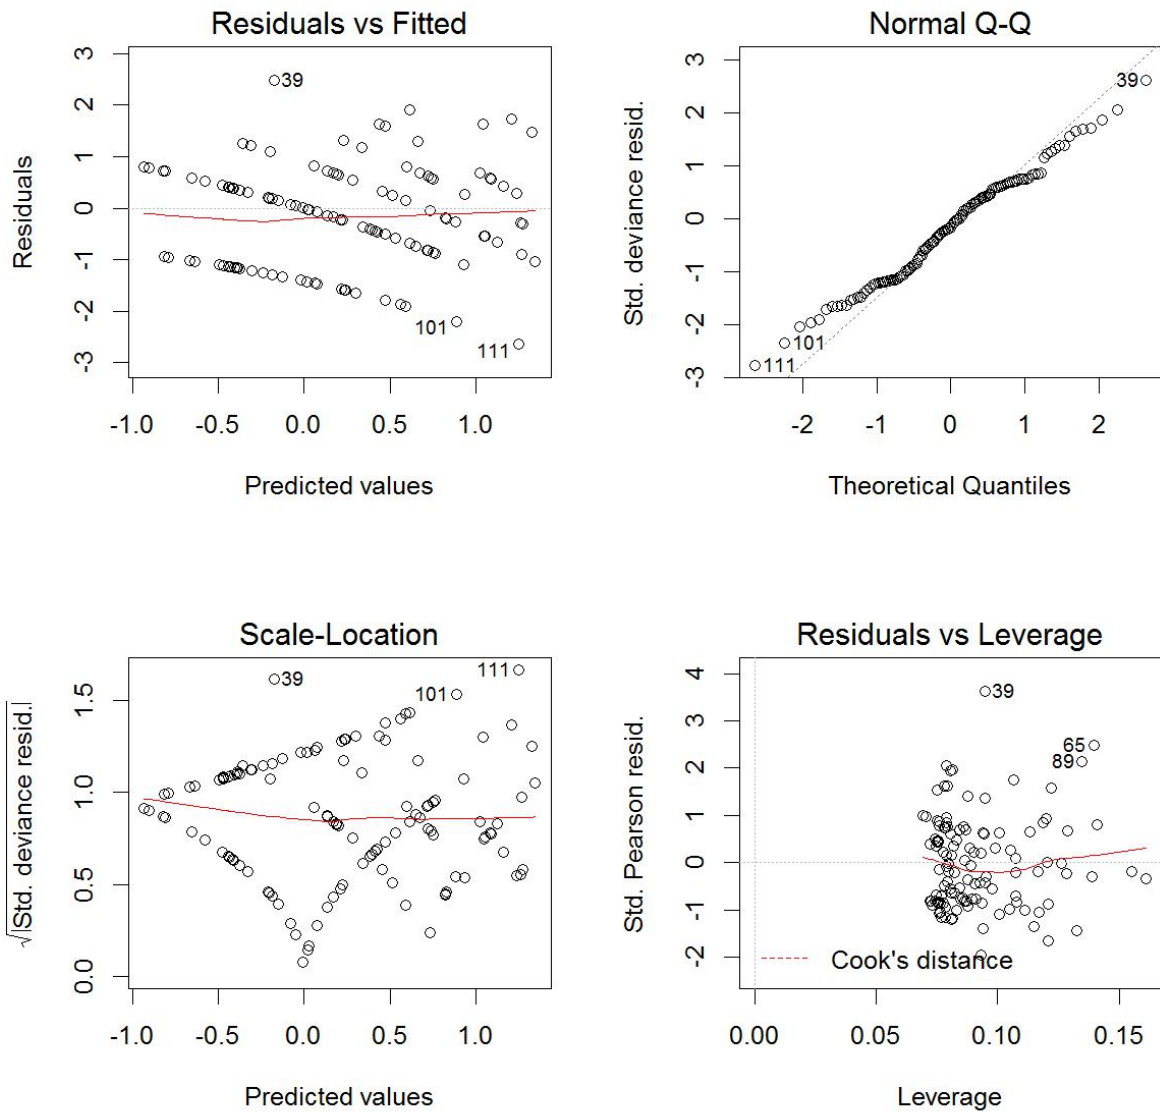 Residuals vs Fitted
Residuals
3
2
1
0
-1
-2
-3
39
101
111
-1.0 -0.5 0.0 0.5 1.0
Predicted values
Normal Q-Q
Std. deviance resid.
3
2
1
0
-1
-2
-3
39
101
111
-2 -1 0 1 2
Theoretical Quantiles
Scale-Location
√|Std. deviance resid.|
1.5
1.0
0.5
0.0
39
111
101
-1.0 -0.5 0.0 0.5 1.0
Predicted values
Residuals vs Leverage
Std. Pearson resid.
4
3
2
1
0
-1
-2
39
65
89
Cook's distance
0.00 0.05 0.10 0.15
Leverage